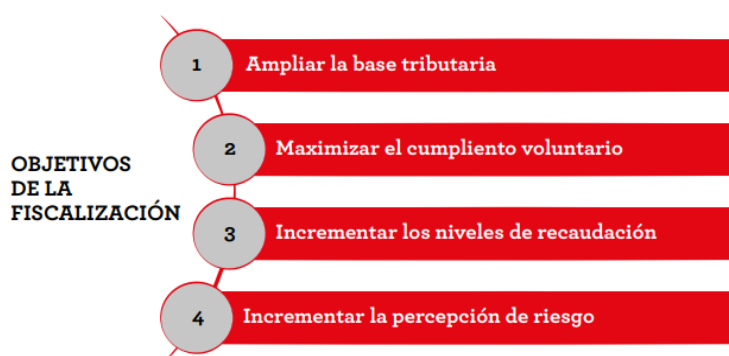 OBJETIVOS
DE LA
FISCALIZACIÓN
1 Ampliar la base tributaria
2 Maximizar el cumpliento voluntario
3 Incrementar los niveles de recaudación
4 Incrementar la percepción de riesgo